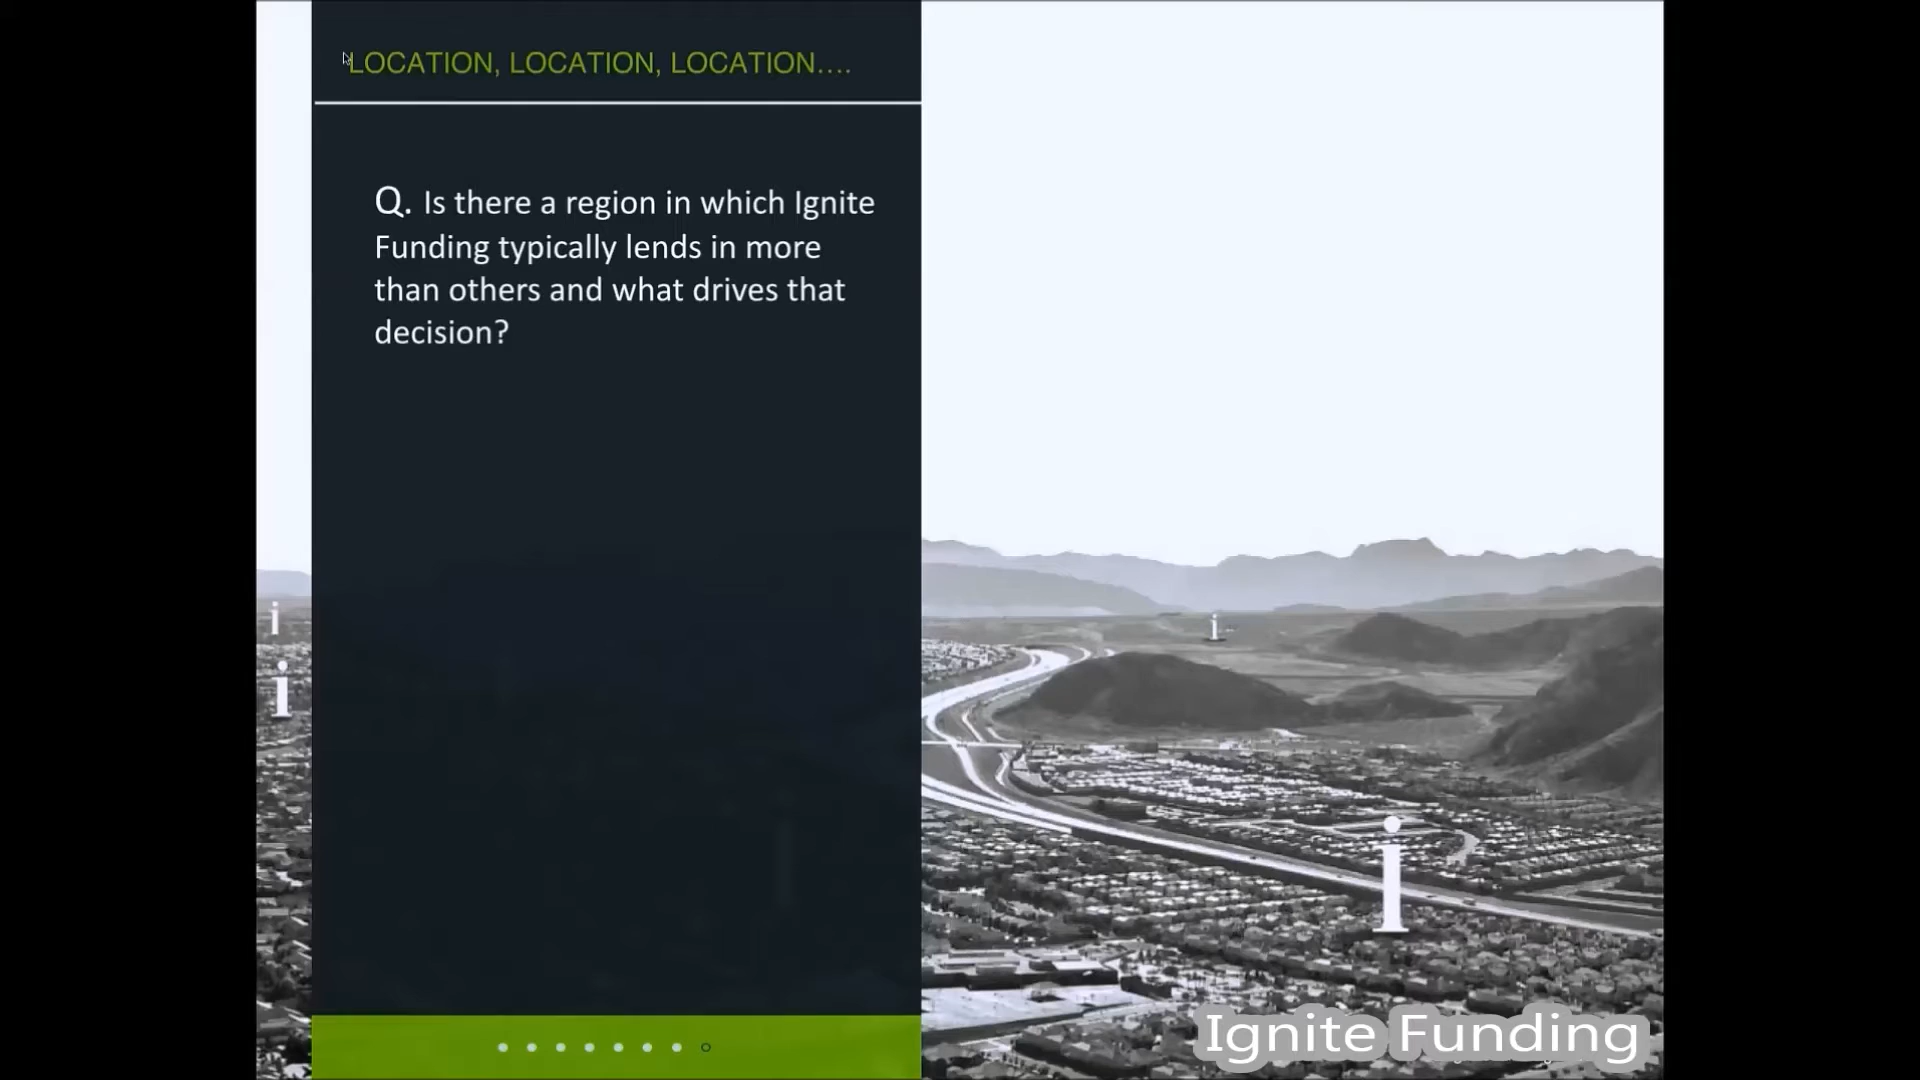 LOCATION, LOCATION, LOCATION....
Q. Is there a region in which Ignite
Funding typically lends in more
than others and what drives that
decision?
i
i
i
i
Ignite Funding